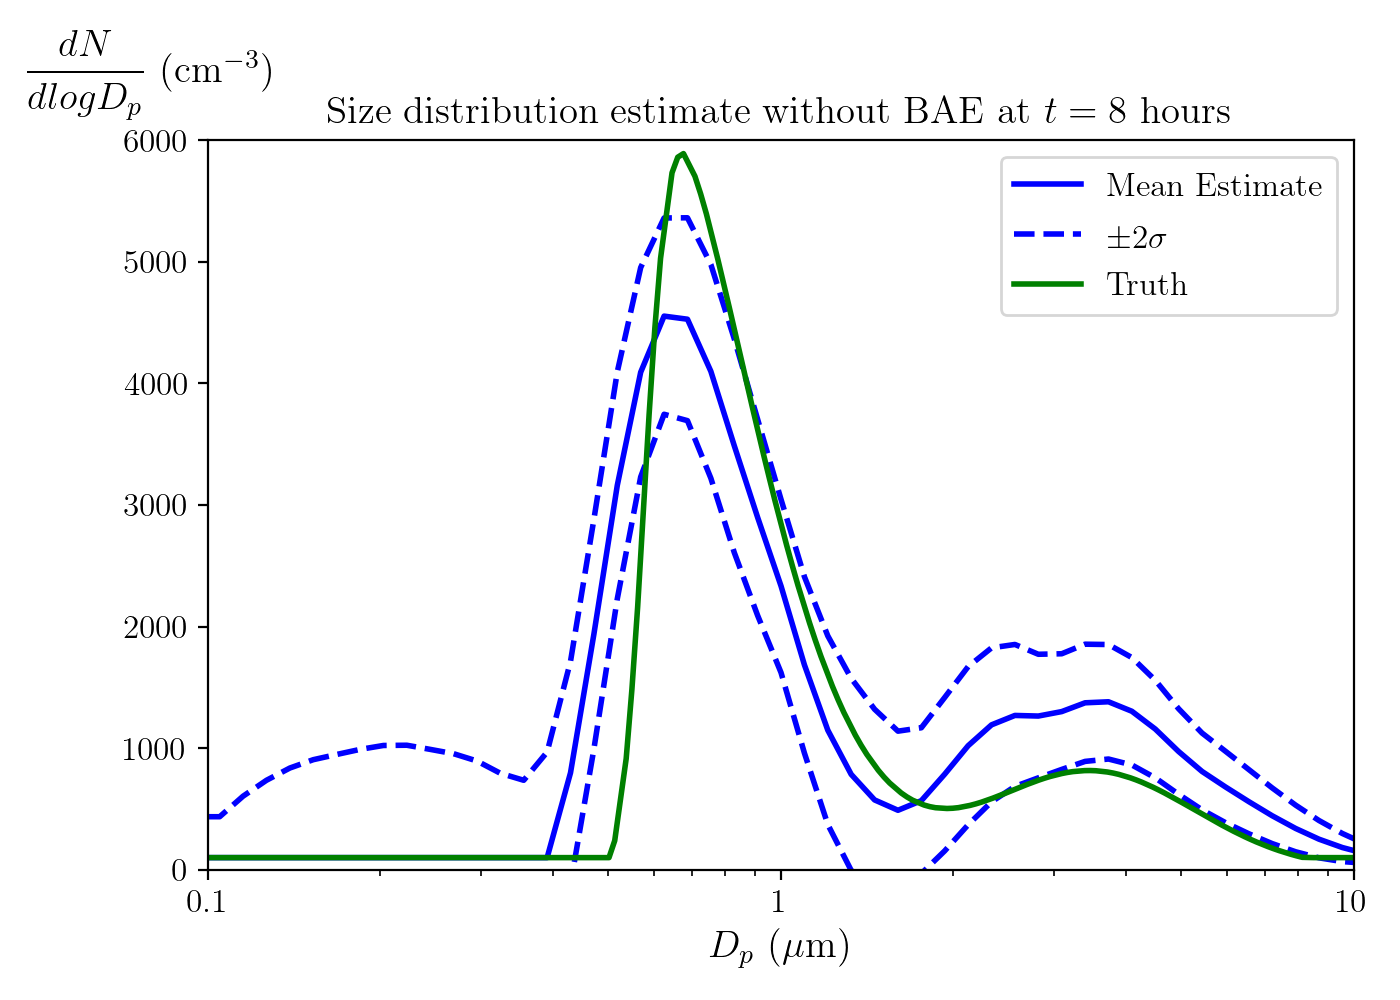 dN
dlogD_p (cm⁻³)
Size distribution estimate without BAE at t = 8 hours
6000
5000
4000
3000
2000
1000
0
Mean Estimate
±2σ
Truth
0.1
1
10
D_p (μm)